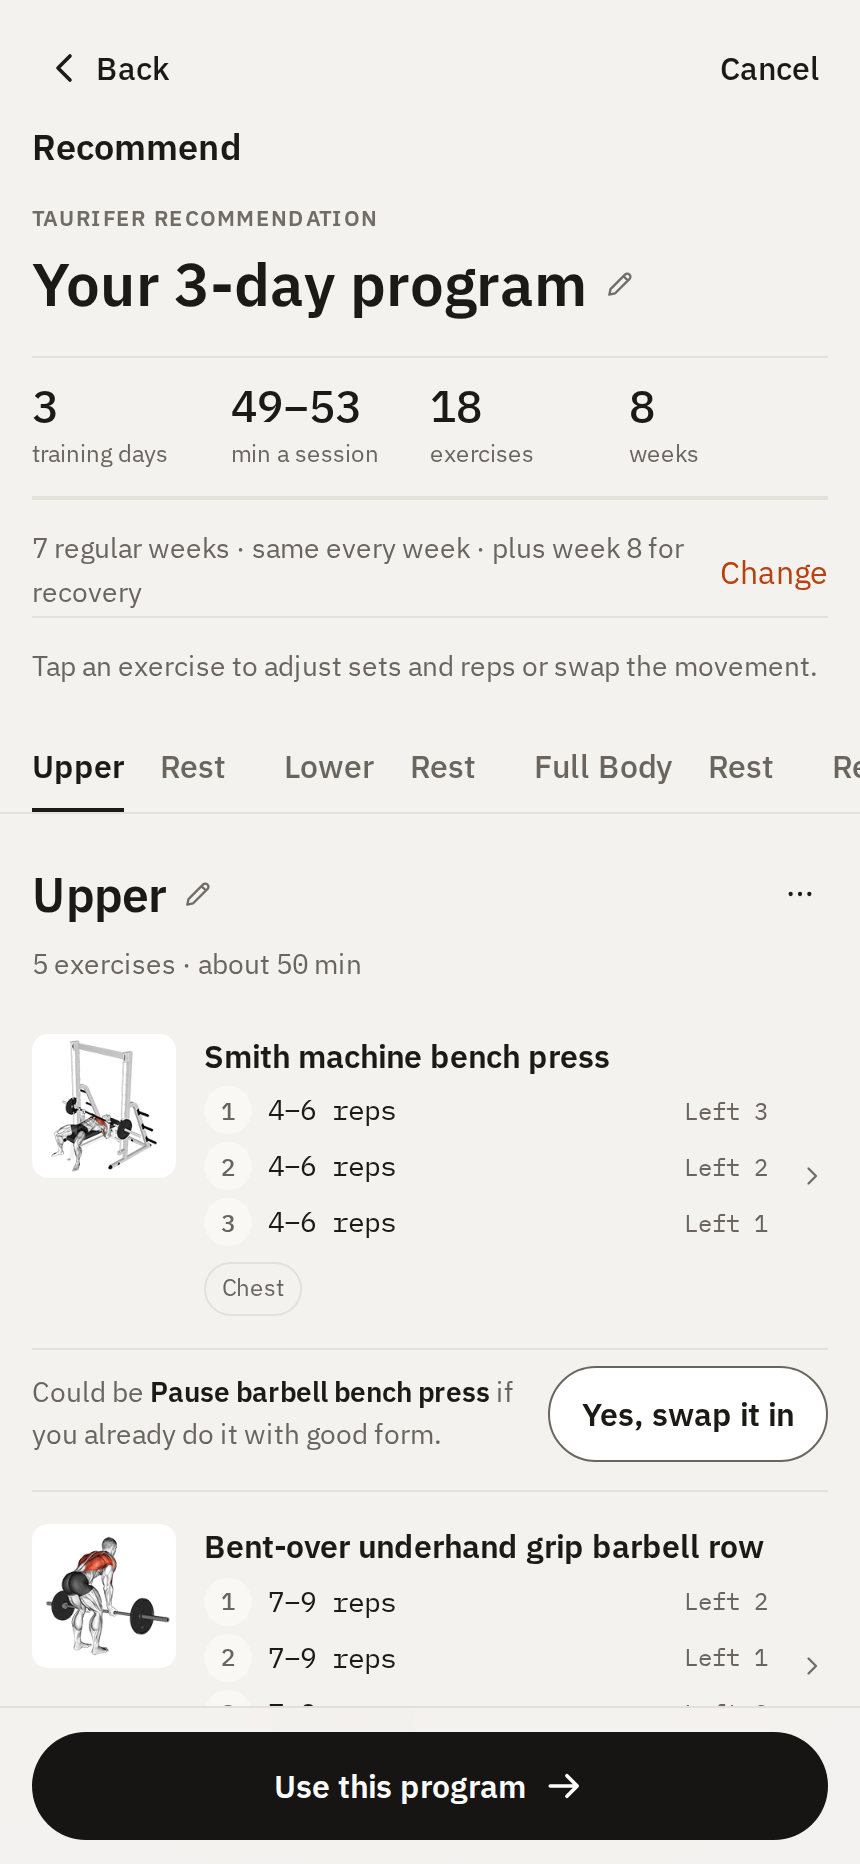 Back
Cancel
Recommend
TAURIFER RECOMMENDATION
Your 3-day program
3
49–53
18
8
training days
min a session
exercises
weeks
7 regular weeks · same every week · plus week 8 for
recovery
Change
Tap an exercise to adjust sets and reps or swap the movement.
Upper
Rest
Lower
Rest
Full Body
Rest
Re
Upper
...
5 exercises · about 50 min
Smith machine bench press
1 4–6 reps Left 3
2 4–6 reps Left 2
3 4–6 reps Left 1
Chest
Could be Pause barbell bench press if
you already do it with good form.
Yes, swap it in
Bent-over underhand grip barbell row
1 7–9 reps Left 2
2 7–9 reps Left 1
Use this program